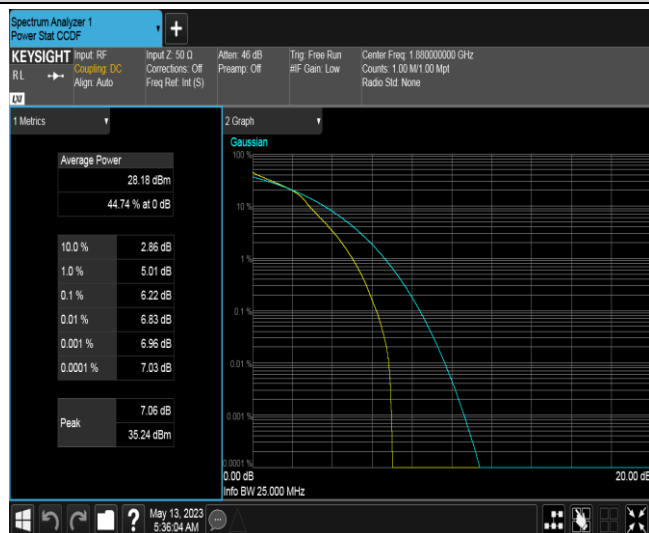 Spectrum Analyzer 1
Power Stat CCDF
+
KEYSIGHT
RL
LXI
Input: RF
Coupling: DC
Align: Auto
Input Z: 50 Ω
Corrections: Off
Freq Ref: Int (S)
Atten: 46 dB
Preamp: Off
Trig: Free Run
#IF Gain: Low
Center Freq: 1.880000000 GHz
Counts: 1.00 M/1.00 Mpt
Radio Std: None
1 Metrics
Average Power
28.18 dBm
44.74 % at 0 dB
10.0 % 2.86 dB
1.0 % 5.01 dB
0.1 % 6.22 dB
0.01 % 6.83 dB
0.001 % 6.96 dB
0.0001 % 7.03 dB
Peak
7.06 dB
35.24 dBm
2 Graph
Gaussian
100 %
10 %
1 %
0.1 %
0.01 %
0.001 %
0.0001 %
0.00 dB
20.00 dB
Info BW 25.000 MHz
?
May 13, 2023
5:36:04 AM